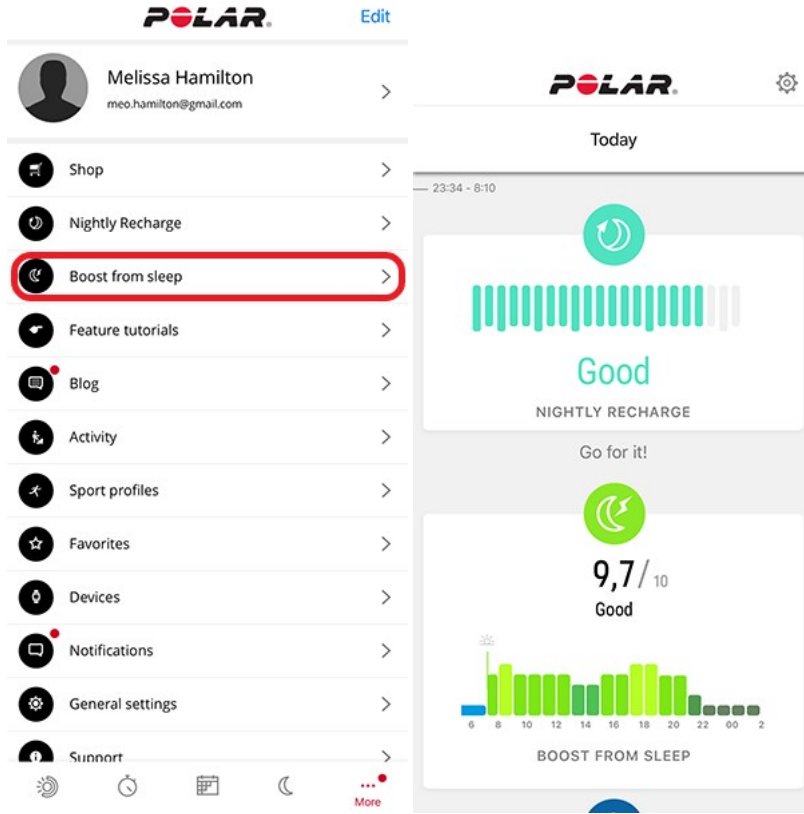 POLAR.
Edit
Melissa Hamilton
meo.hamilton@gmail.com
Shop
Nightly Recharge
Boost from sleep
Feature tutorials
Blog
Activity
Sport profiles
Favorites
Devices
Notifications
General settings
Support
More
POLAR.
Today
23:34 - 8:10
Good
NIGHTLY RECHARGE
Go for it!
9,7/ 10
Good
6 8 10 12 14 16 18 20 22 00 2
BOOST FROM SLEEP